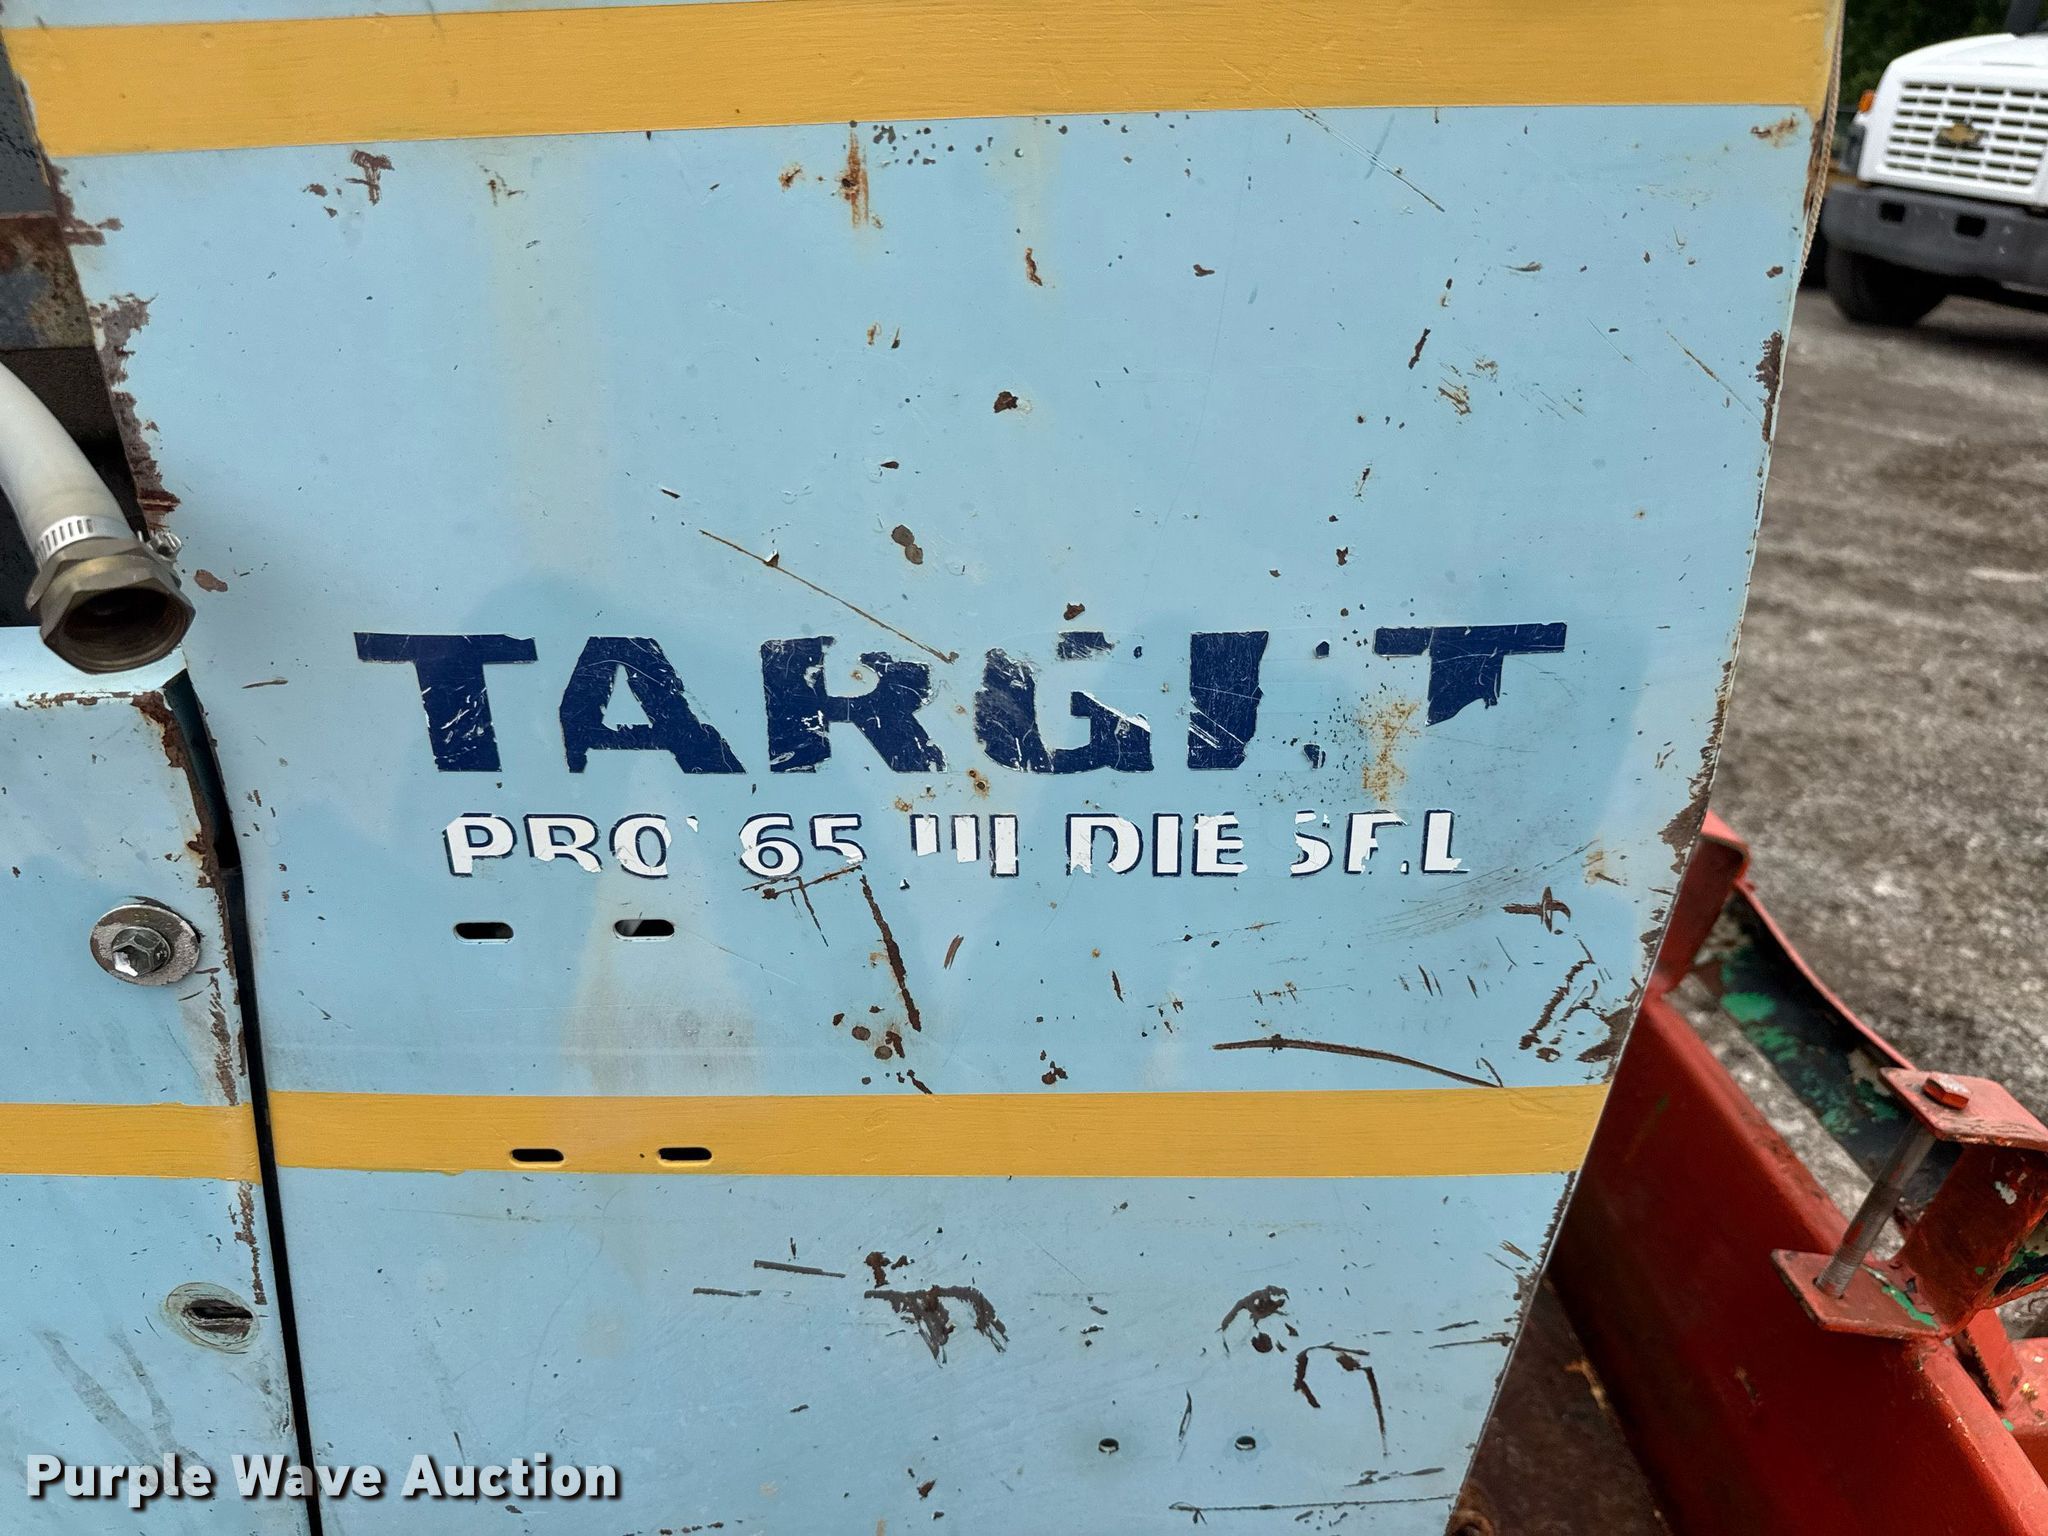 TARGET
PRO 65 III DIESEL
Purple Wave Auction